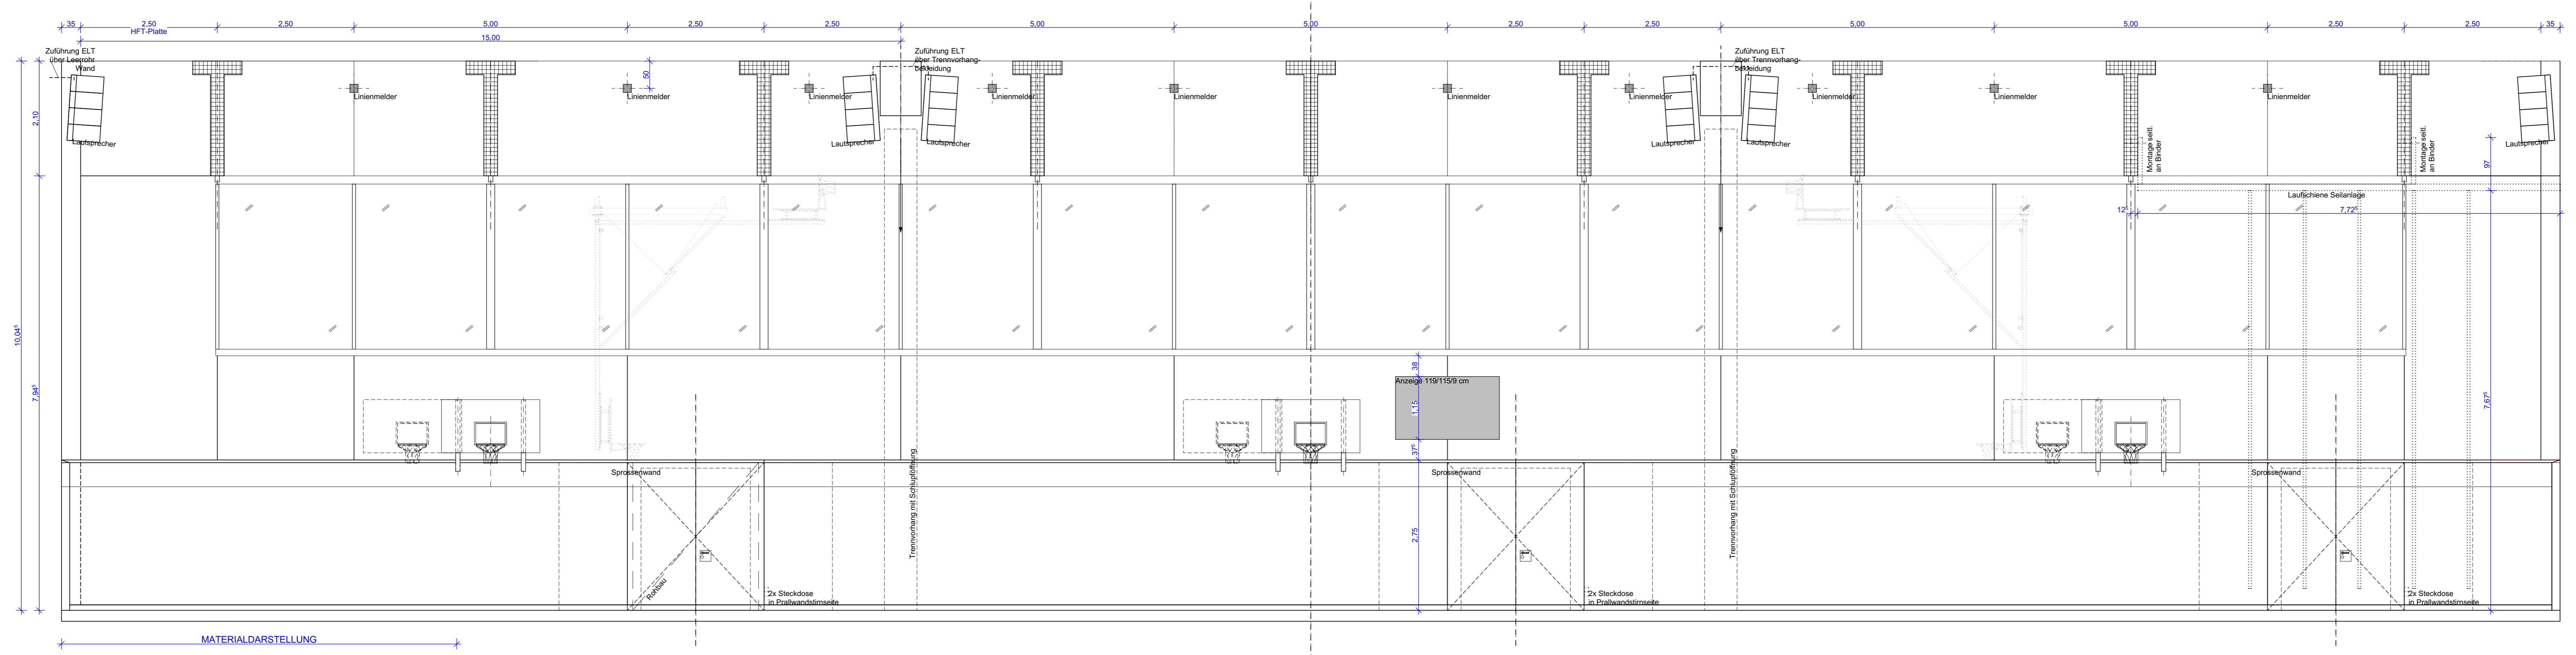 35 2,50 2,50 5,00 2,50 2,50 5,00 5,00 2,50 2,50 5,00 5,00 2,50 2,50 35
HFT-Platte
15,00
Zuführung ELT
über Leerrohr
Wand
Zuführung ELT
über Trennvorhang-
bekleidung
Zuführung ELT
über Trennvorhang-
bekleidung
50
Linienmelder
Linienmelder
Linienmelder
Linienmelder
Linienmelder
Linienmelder
Linienmelder
Linienmelder
Linienmelder
Linienmelder
Lautsprecher
Lautsprecher
Lautsprecher
Lautsprecher
Lautsprecher
Lautsprecher
2,10
Montage seitl.
an Binder
Montage seitl.
an Binder
97
Laufschiene Seilanlage
12⁵
7,72⁵
10,04⁵
7,94⁵
38
Anzeige 119/115/9 cm
1,15
37⁵
7,67⁵
Sprossenwand
Sprossenwand
Sprossenwand
Trennvorhang mit Schlupföffnung
Trennvorhang mit Schlupföffnung
2,75
Rohbau
2x Steckdose
in Prallwandstirnseite
2x Steckdose
in Prallwandstirnseite
2x Steckdose
in Prallwandstirnseite
MATERIALDARSTELLUNG